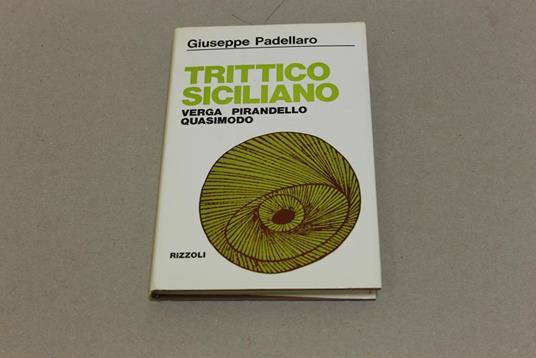 Giuseppe Padellaro
TRITTICO
SICILIANO
VERGA PIRANDELLO
QUASIMODO
RIZZOLI